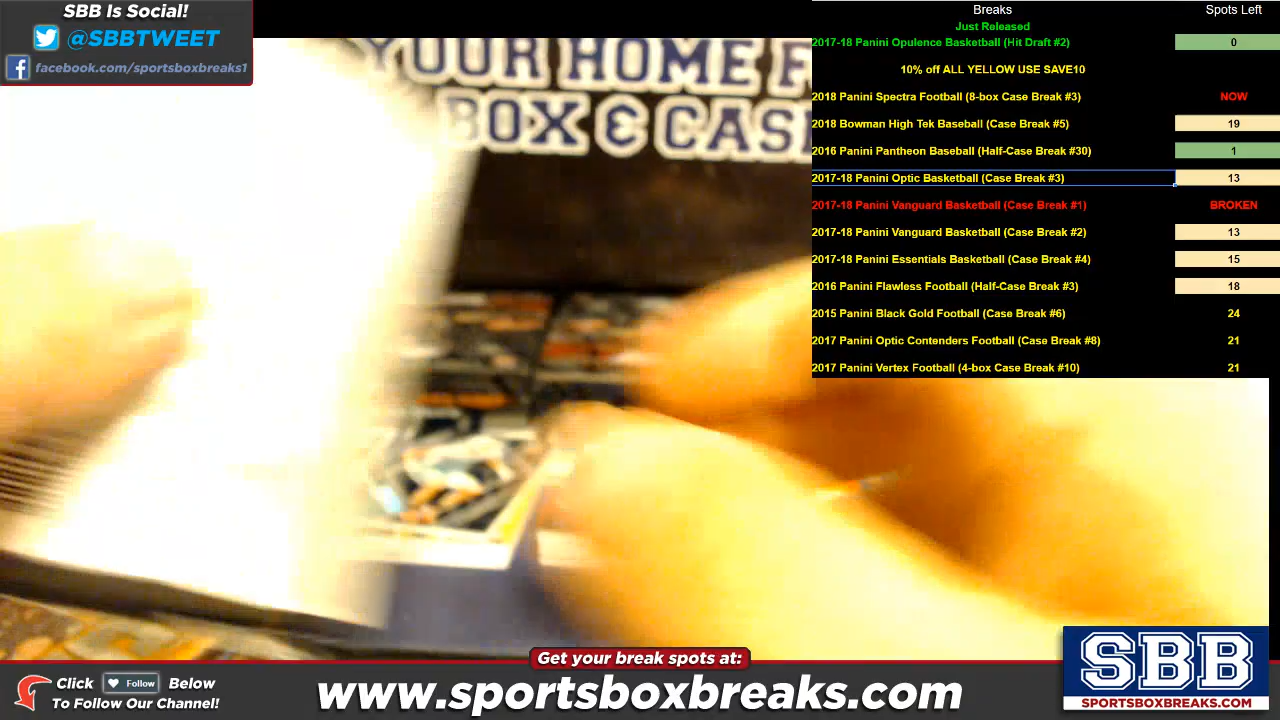 SBB Is Social!
@SBBTWEET
facebook.com/sportsboxbreaks1
YOUR HOME F
BOX & CASE
Breaks Spots Left
Just Released
2017-18 Panini Opulence Basketball (Hit Draft #2) 0
10% off ALL YELLOW USE SAVE10
2018 Panini Spectra Football (8-box Case Break #3) NOW
2018 Bowman High Tek Baseball (Case Break #5) 19
2016 Panini Pantheon Baseball (Half-Case Break #30) 1
2017-18 Panini Optic Basketball (Case Break #3) 13
2017-18 Panini Vanguard Basketball (Case Break #1) BROKEN
2017-18 Panini Vanguard Basketball (Case Break #2) 13
2017-18 Panini Essentials Basketball (Case Break #4) 15
2016 Panini Flawless Football (Half-Case Break #3) 18
2015 Panini Black Gold Football (Case Break #6) 24
2017 Panini Optic Contenders Football (Case Break #8) 21
2017 Panini Vertex Football (4-box Case Break #10) 21
Get your break spots at:
Click Follow Below
To Follow Our Channel!
www.sportsboxbreaks.com
SBB
SPORTSBOXBREAKS.COM